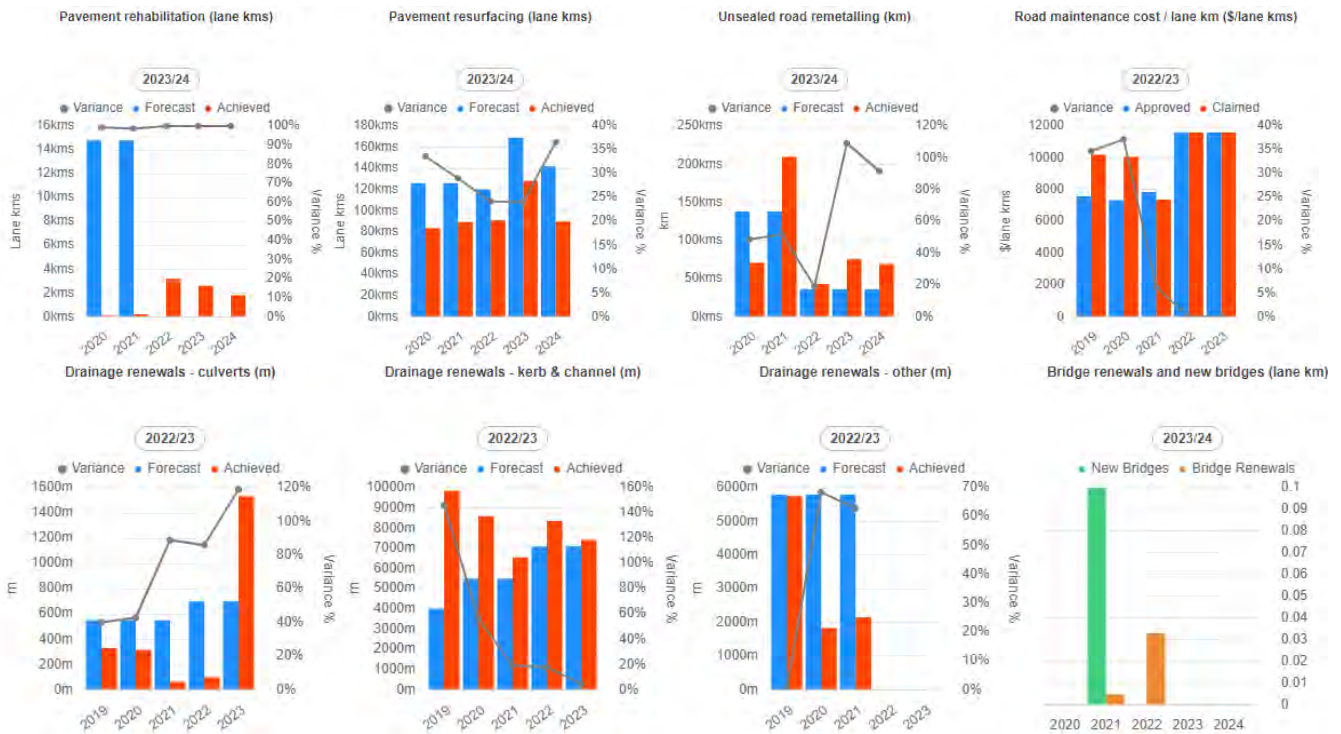 Pavement rehabilitation (lane kms)
2023/24
Variance Forecast Achieved
16kms
14kms
12kms
10kms
8kms
6kms
4kms
2kms
0kms
Lane kms
100%
90%
80%
70%
60%
50%
40%
30%
20%
10%
0%
Variance %
2020 2021 2022 2023 2024
Pavement resurfacing (lane kms)
2023/24
Variance Forecast Achieved
180kms
160kms
140kms
120kms
100kms
80kms
60kms
40kms
20kms
0kms
Lane kms
40%
35%
30%
25%
20%
15%
10%
5%
0%
Variance %
2020 2021 2022 2023 2024
Unsealed road remetalling (km)
2023/24
Variance Forecast Achieved
250kms
200kms
150kms
100kms
50kms
0kms
km
120%
100%
80%
60%
40%
20%
0%
Variance %
2020 2021 2022 2023 2024
Road maintenance cost / lane km ($/lane kms)
2022/23
Variance Approved Claimed
12000
10000
8000
6000
4000
2000
0
$/lane kms
40%
35%
30%
25%
20%
15%
10%
5%
0%
Variance %
2019 2020 2021 2022 2023
Drainage renewals - culverts (m)
2022/23
Variance Forecast Achieved
1600m
1400m
1200m
1000m
800m
600m
400m
200m
0m
m
120%
100%
80%
60%
40%
20%
0%
Variance %
2019 2020 2021 2022 2023
Drainage renewals - kerb & channel (m)
2022/23
Variance Forecast Achieved
10000m
9000m
8000m
7000m
6000m
5000m
4000m
3000m
2000m
1000m
0m
m
160%
140%
120%
100%
80%
60%
40%
20%
0%
Variance %
2019 2020 2021 2022 2023
Drainage renewals - other (m)
2022/23
Variance Forecast Achieved
6000m
5000m
4000m
3000m
2000m
1000m
0m
m
70%
60%
50%
40%
30%
20%
10%
0%
Variance %
2019 2020 2021 2022 2023
Bridge renewals and new bridges (lane km)
2023/24
New Bridges Bridge Renewals
0.1
0.09
0.08
0.07
0.06
0.05
0.04
0.03
0.02
0.01
0
2020 2021 2022 2023 2024